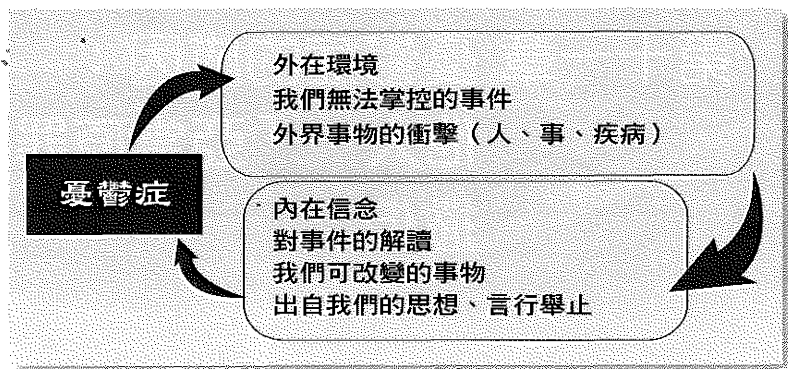 外在環境
我們無法掌控的事件
外界事物的衝擊（人、事、疾病）
憂鬱症
內在信念
對事件的解讀
我們可改變的事物
出自我們的思想、言行舉止